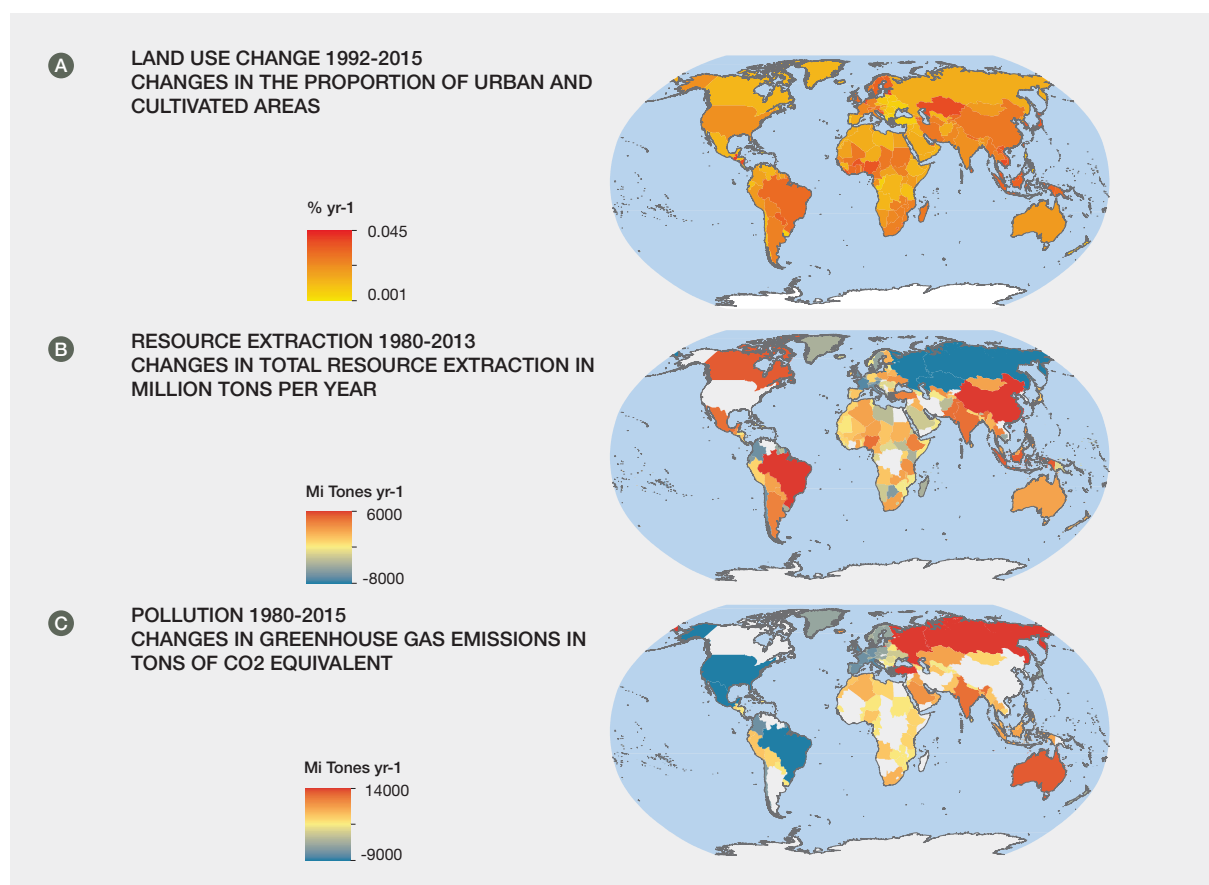 A
LAND USE CHANGE 1992-2015
CHANGES IN THE PROPORTION OF URBAN AND
CULTIVATED AREAS
% yr-1
0.045
0.001
B
RESOURCE EXTRACTION 1980-2013
CHANGES IN TOTAL RESOURCE EXTRACTION IN
MILLION TONS PER YEAR
Mi Tones yr-1
6000
-8000
C
POLLUTION 1980-2015
CHANGES IN GREENHOUSE GAS EMISSIONS IN
TONS OF CO2 EQUIVALENT
Mi Tones yr-1
14000
-9000